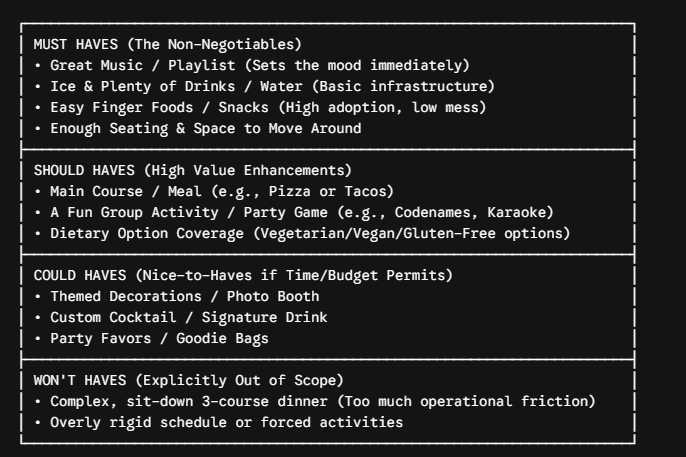 MUST HAVES (The Non-Negotiables)
• Great Music / Playlist (Sets the mood immediately)
• Ice & Plenty of Drinks / Water (Basic infrastructure)
• Easy Finger Foods / Snacks (High adoption, low mess)
• Enough Seating & Space to Move Around
SHOULD HAVES (High Value Enhancements)
• Main Course / Meal (e.g., Pizza or Tacos)
• A Fun Group Activity / Party Game (e.g., Codenames, Karaoke)
• Dietary Option Coverage (Vegetarian/Vegan/Gluten-Free options)
COULD HAVES (Nice-to-Haves if Time/Budget Permits)
• Themed Decorations / Photo Booth
• Custom Cocktail / Signature Drink
• Party Favors / Goodie Bags
WON'T HAVES (Explicitly Out of Scope)
• Complex, sit-down 3-course dinner (Too much operational friction)
• Overly rigid schedule or forced activities